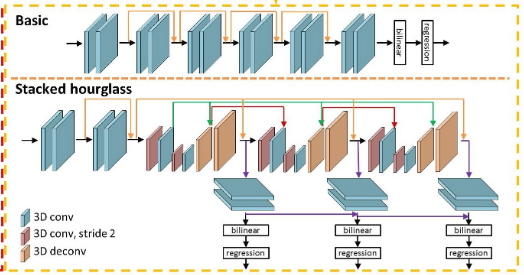 Basic
bilinear
regression
Stacked hourglass
3D conv
3D conv, stride 2
3D deconv
bilinear
bilinear
bilinear
regression
regression
regression